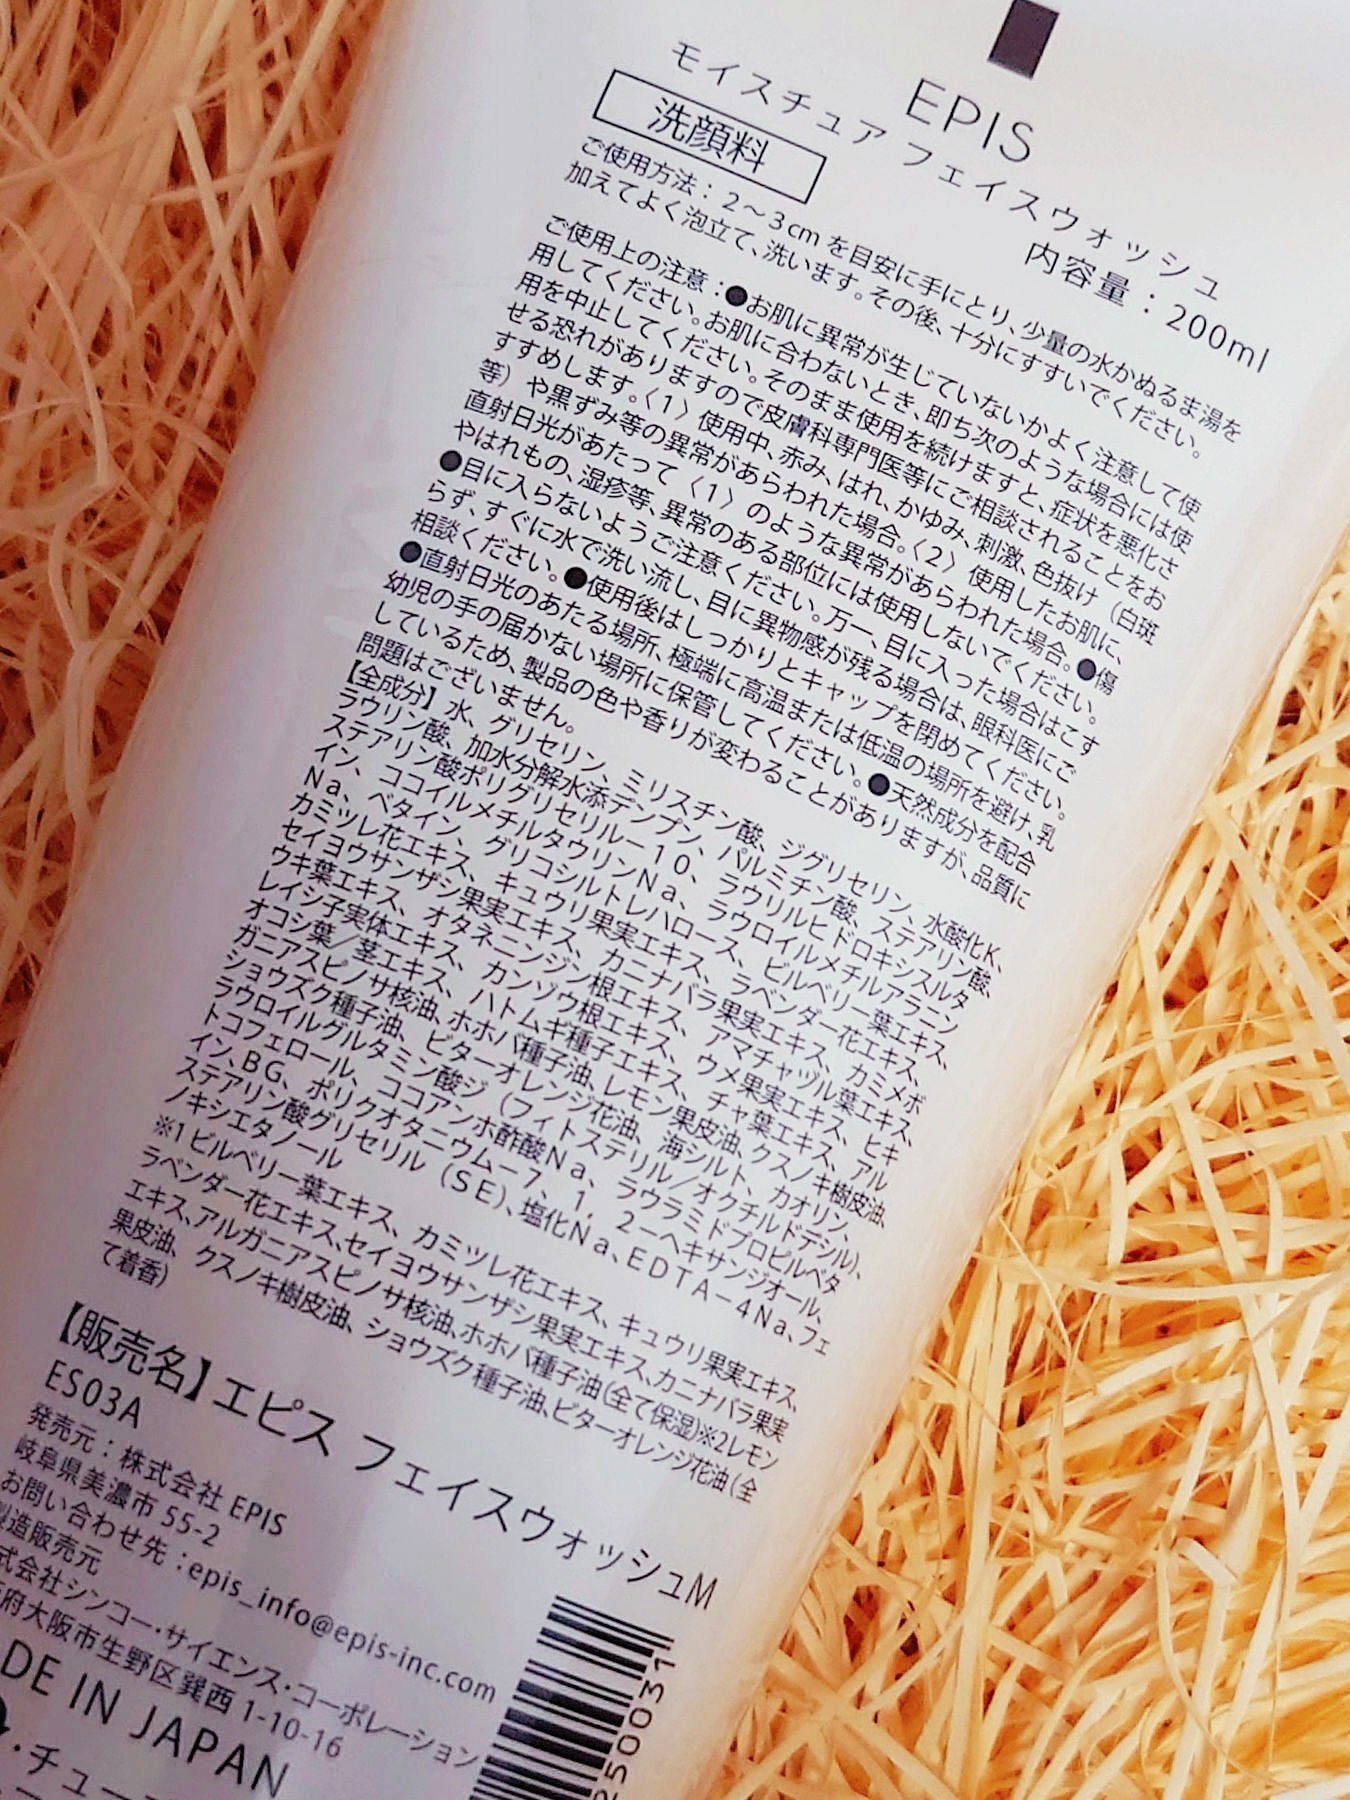 EPIS
モイスチュア フェイスウォッシュ
洗顔料
内容量：200ml
ご使用方法：2～3cmを目安に手にとり、少量の水かぬるま湯を
加えてよく泡立て、洗います。その後、十分にすすいでください。
ご使用上の注意：●お肌に異常が生じていないかよく注意して使
用してください。お肌に合わないとき、即ち次のような場合には使
用を中止してください。そのまま使用を続けますと、症状を悪化さ
せる恐れがありますので皮膚科専門医等にご相談されることをお
すすめします。〈1〉使用中、赤み、はれ、かゆみ、刺激、色抜け（白斑
等）や黒ずみ等の異常があらわれた場合。〈2〉使用したお肌に、
直射日光があたって〈1〉のような異常があらわれた場合。●傷
やはれもの、湿疹等、異常のある部位には使用しないでください。
●目に入らないようご注意ください。万一、目に入った場合はこす
らず、すぐに水で洗い流し、目に異物感が残る場合は、眼科医にご
相談ください。●使用後はしっかりとキャップを閉めてください。
●直射日光のあたる場所、極端に高温または低温の場所を避け、乳
幼児の手の届かない場所に保管してください。●天然成分を配合
しているため、製品の色や香りが変わることがありますが、品質に
問題はございません。
【全成分】水、グリセリン、ミリスチン酸、ジグリセリン、水酸化K、
ラウリン酸、加水分解水添デンプン、パルミチン酸、ステアリン酸、
ステアリン酸ポリグリセリル－10、ラウリルヒドロキシスルタ
イン、ココイルメチルタウリンNa、ラウロイルメチルアラニン
Na、ベタイン、グリコシルトレハロース、ビルベリー葉エキス、
カミツレ花エキス、キュウリ果実エキス、ラベンダー花エキス、
セイヨウサンザシ果実エキス、カニナバラ果実エキス、カミメボ
ウキ葉エキス、オタネニンジン根エキス、アマチャヅル葉エキス、
レイシ子実体エキス、カンゾウ根エキス、ウメ果実エキス、ヒキ
オコシ葉／茎エキス、ハトムギ種子エキス、チャ葉エキス、アル
ガニアスピノサ核油、ホホバ種子油、レモン果皮油、クスノキ樹皮油、
ショウズク種子油、ビターオレンジ花油、海シルト、カオリン、
ラウロイルグルタミン酸ジ（フィトステリル／オクチルドデシル）、
トコフェロール、ココアンホ酢酸Na、ラウラミドプロピルベタ
イン、BG、ポリクオタニウム－7、1，2－ヘキサンジオール、
ステアリン酸グリセリル（SE）、塩化Na、EDTA－4Na、フェ
ノキシエタノール
※1ビルベリー葉エキス、カミツレ花エキス、キュウリ果実エキス、
ラベンダー花エキス、セイヨウサンザシ果実エキス、カニナバラ果実
エキス、アルガニアスピノサ核油、ホホバ種子油(全て保湿)※2レモン
果皮油、クスノキ樹皮油、ショウズク種子油、ビターオレンジ花油(全
て着香)
【販売名】エピス フェイスウォッシュM
ES03A
発売元：株式会社 EPIS
岐阜県美濃市 55-2
お問い合わせ先：epis_info@epis-inc.com
製造販売元
式会社シンコー・サイエンス・コーポレーション
府大阪市生野区巽西1-10-16
DE IN JAPAN
・チュー
250031